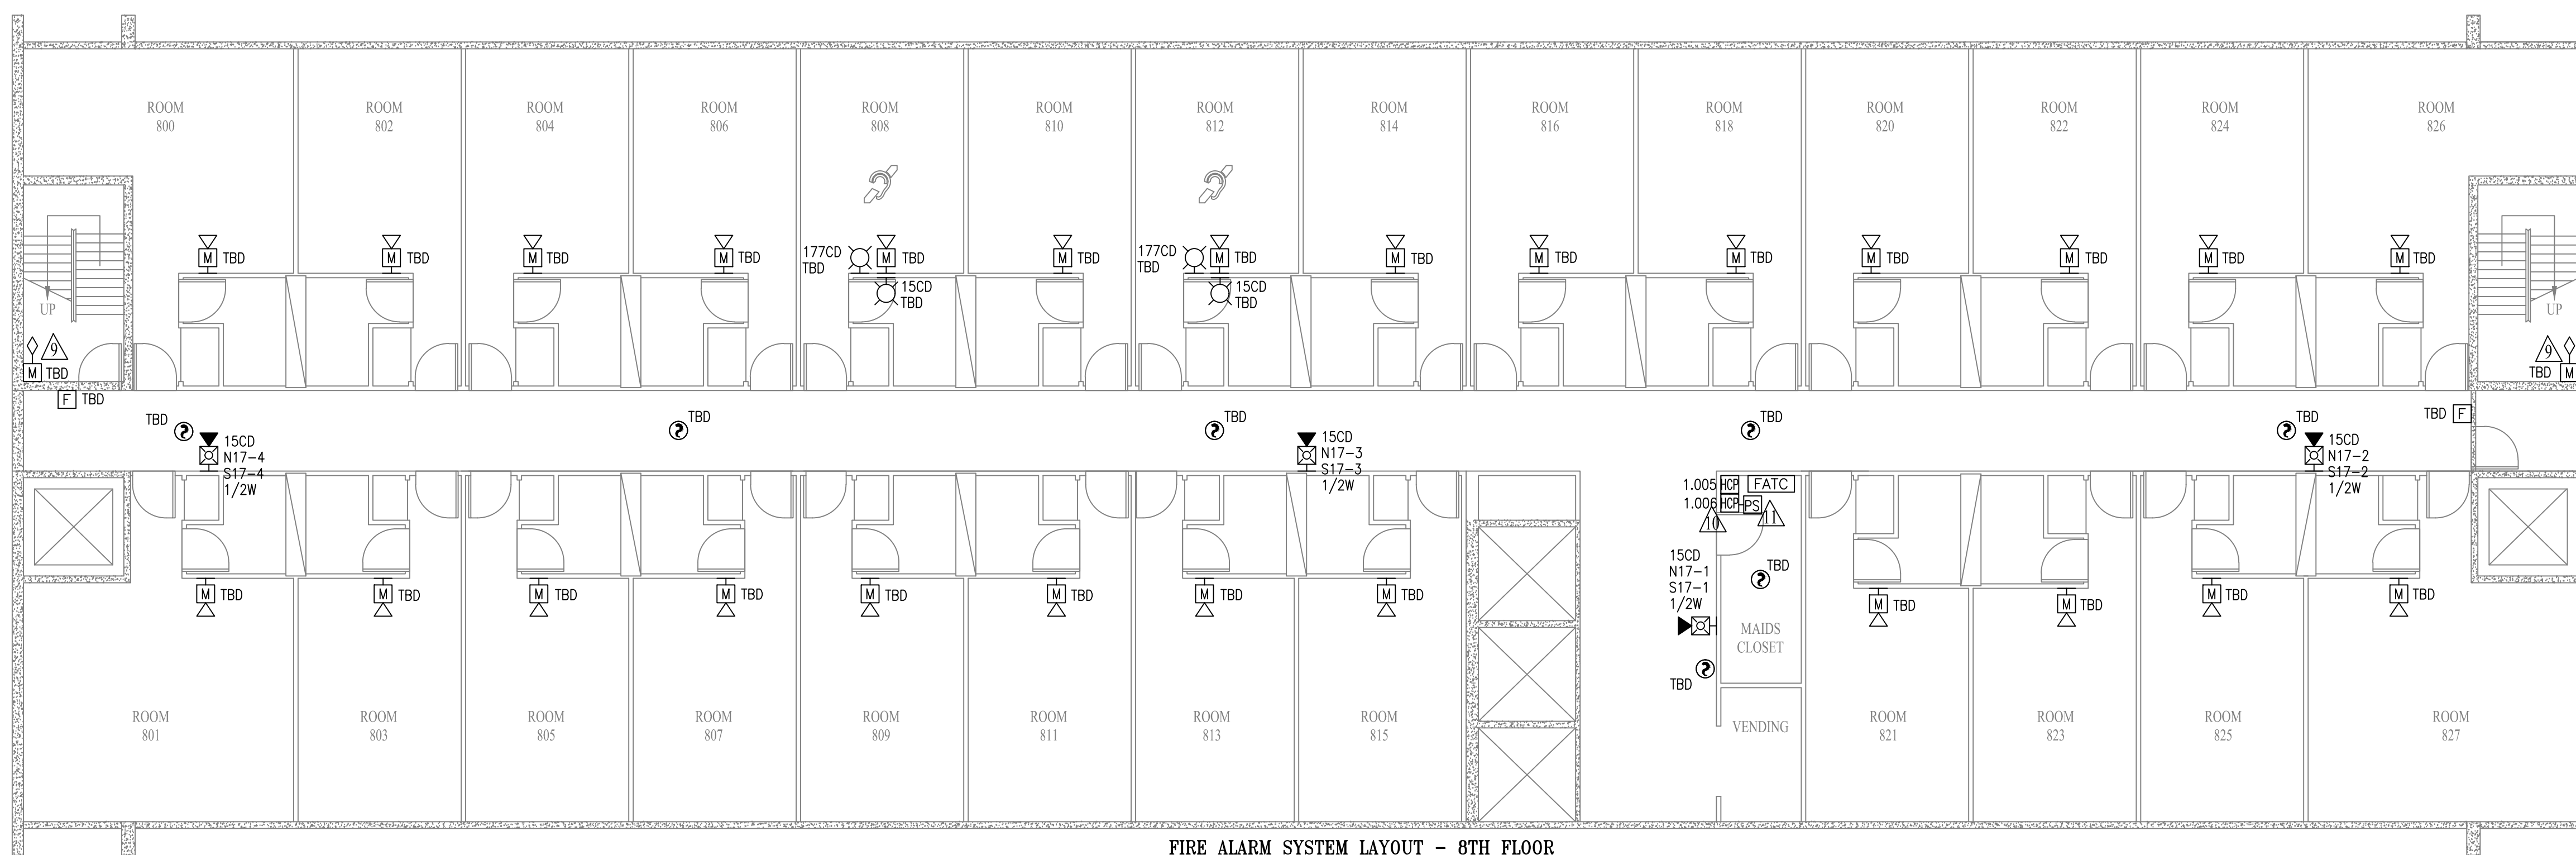 ROOM
800
ROOM
802
ROOM
804
ROOM
806
ROOM
808
ROOM
810
ROOM
812
ROOM
814
ROOM
816
ROOM
818
ROOM
820
ROOM
822
ROOM
824
ROOM
826
M TBD
M TBD
M TBD
M TBD
177CD
TBD
M TBD
15CD
TBD
M TBD
177CD
TBD
M TBD
15CD
TBD
M TBD
M TBD
M TBD
M TBD
M TBD
M TBD
M TBD
UP
9
M TBD
F TBD
UP
9
TBD M
TBD F
TBD
TBD
TBD
TBD
TBD
15CD
N17-4
S17-4
1/2W
15CD
N17-3
S17-3
1/2W
15CD
N17-2
S17-2
1/2W
1.005 HCP FATC
1.006 HCP PS
10
11
15CD
N17-1
S17-1
1/2W
TBD
TBD
MAIDS
CLOSET
VENDING
M TBD
M TBD
M TBD
M TBD
M TBD
M TBD
M TBD
M TBD
M TBD
M TBD
M TBD
M TBD
ROOM
801
ROOM
803
ROOM
805
ROOM
807
ROOM
809
ROOM
811
ROOM
813
ROOM
815
ROOM
821
ROOM
823
ROOM
825
ROOM
827
FIRE ALARM SYSTEM LAYOUT - 8TH FLOOR